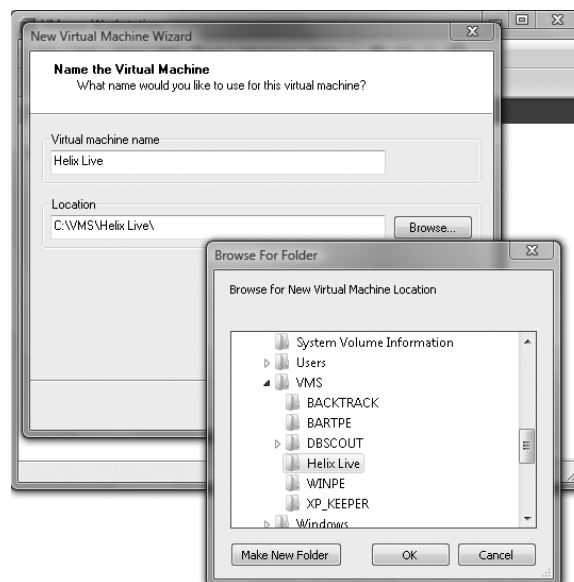 New Virtual Machine Wizard
Name the Virtual Machine
What name would you like to use for this virtual machine?
Virtual machine name
Helix Live
Location
C:\VMS\Helix Live\
Browse...
Browse For Folder
Browse for New Virtual Machine Location
System Volume Information
Users
VMS
BACKTRACK
BARTPE
DBSCOUT
Helix Live
WINPE
XP_KEEPER
Windows
Make New Folder
OK
Cancel